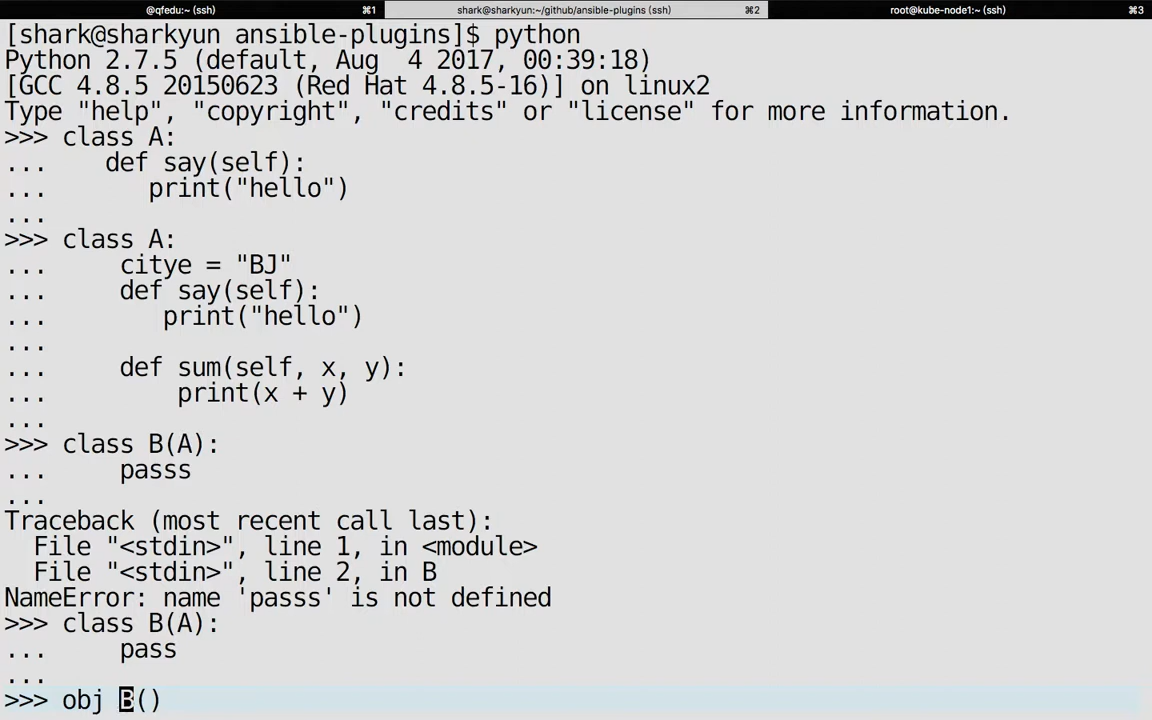 @qfedu:~ (ssh) ⌘1 shark@sharkyun:~/github/ansible-plugins (ssh) ⌘2 root@kube-node1:~ (ssh) ⌘3
[shark@sharkyun ansible-plugins]$ python
Python 2.7.5 (default, Aug  4 2017, 00:39:18)
[GCC 4.8.5 20150623 (Red Hat 4.8.5-16)] on linux2
Type "help", "copyright", "credits" or "license" for more information.
>>> class A:
...    def say(self):
...       print("hello")
...
>>> class A:
...     citye = "BJ"
...     def say(self):
...        print("hello")
...
...     def sum(self, x, y):
...         print(x + y)
...
>>> class B(A):
...     passs
...
Traceback (most recent call last):
  File "<stdin>", line 1, in <module>
  File "<stdin>", line 2, in B
NameError: name 'passs' is not defined
>>> class B(A):
...     pass
...
>>> obj B()